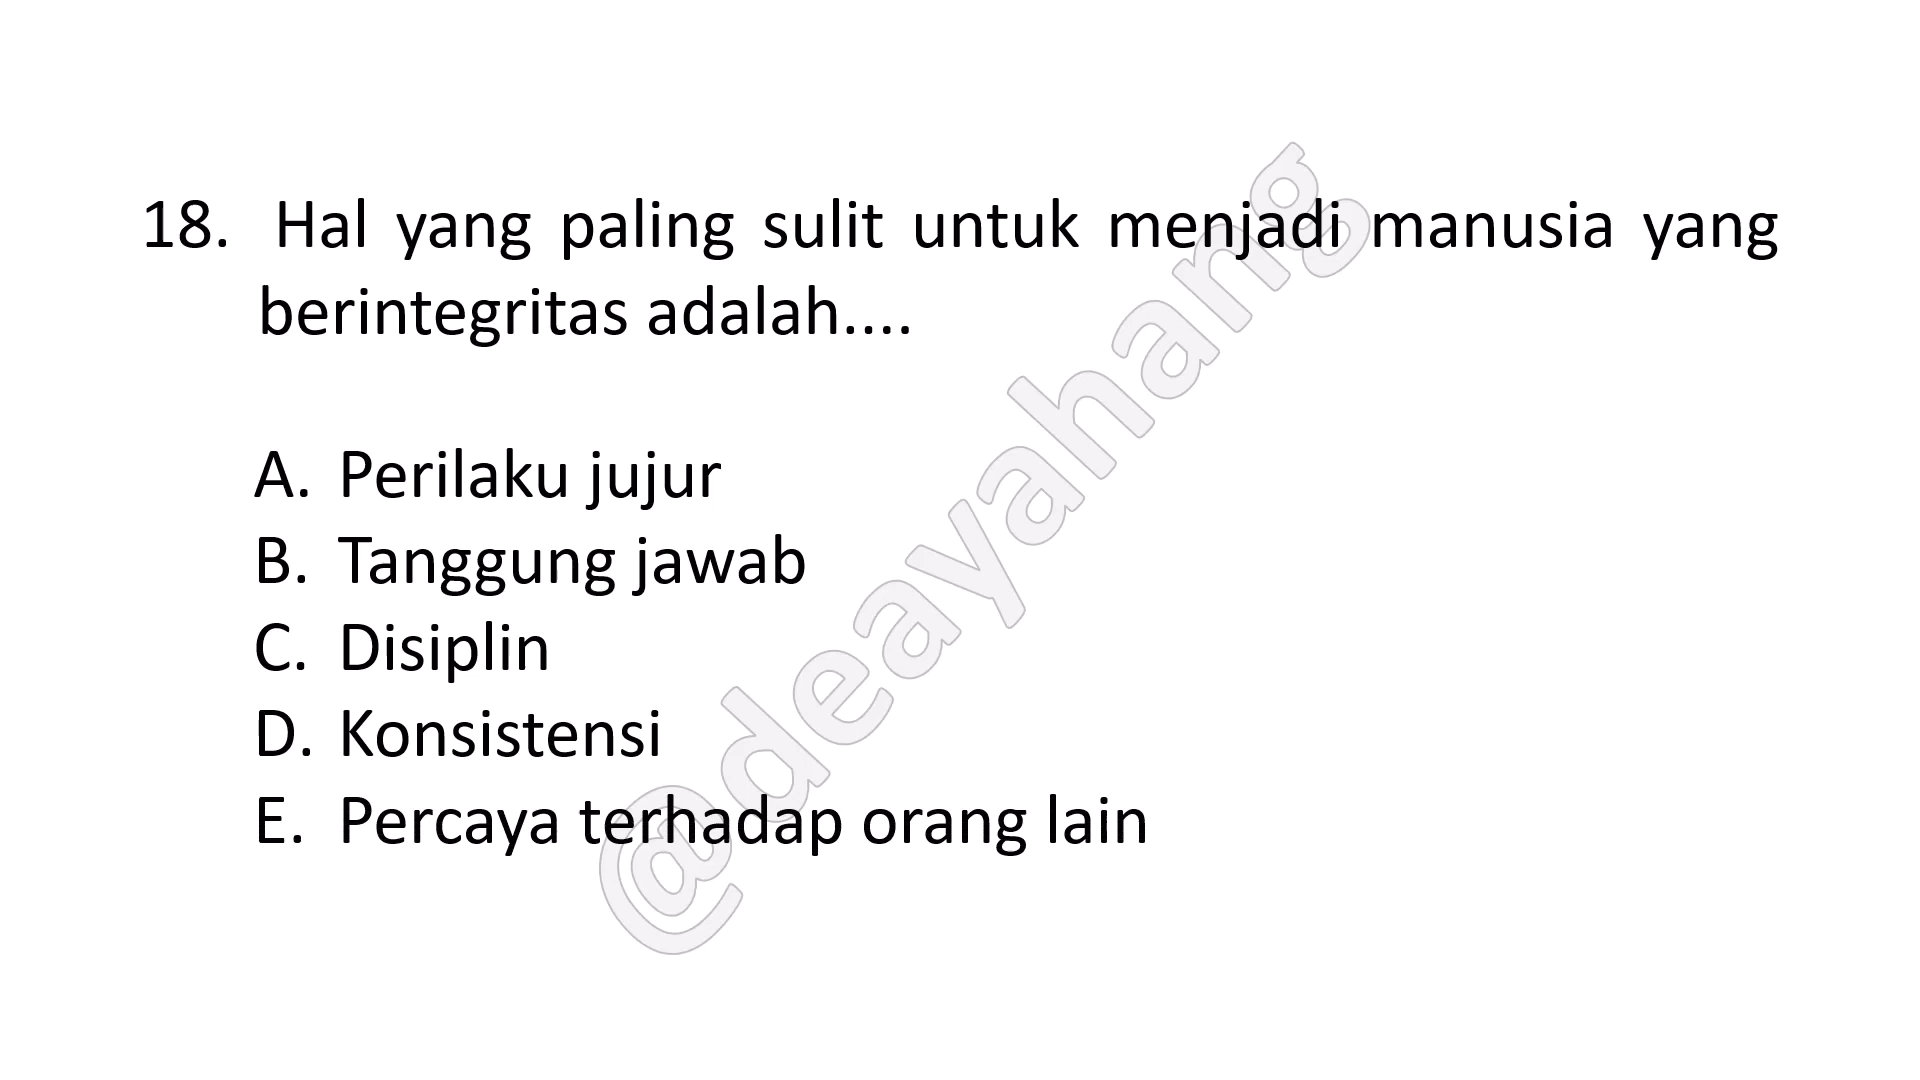 18. Hal yang paling sulit untuk menjadi manusia yang
berintegritas adalah....
A. Perilaku jujur
B. Tanggung jawab
C. Disiplin
D. Konsistensi
E. Percaya terhadap orang lain
@deayahang